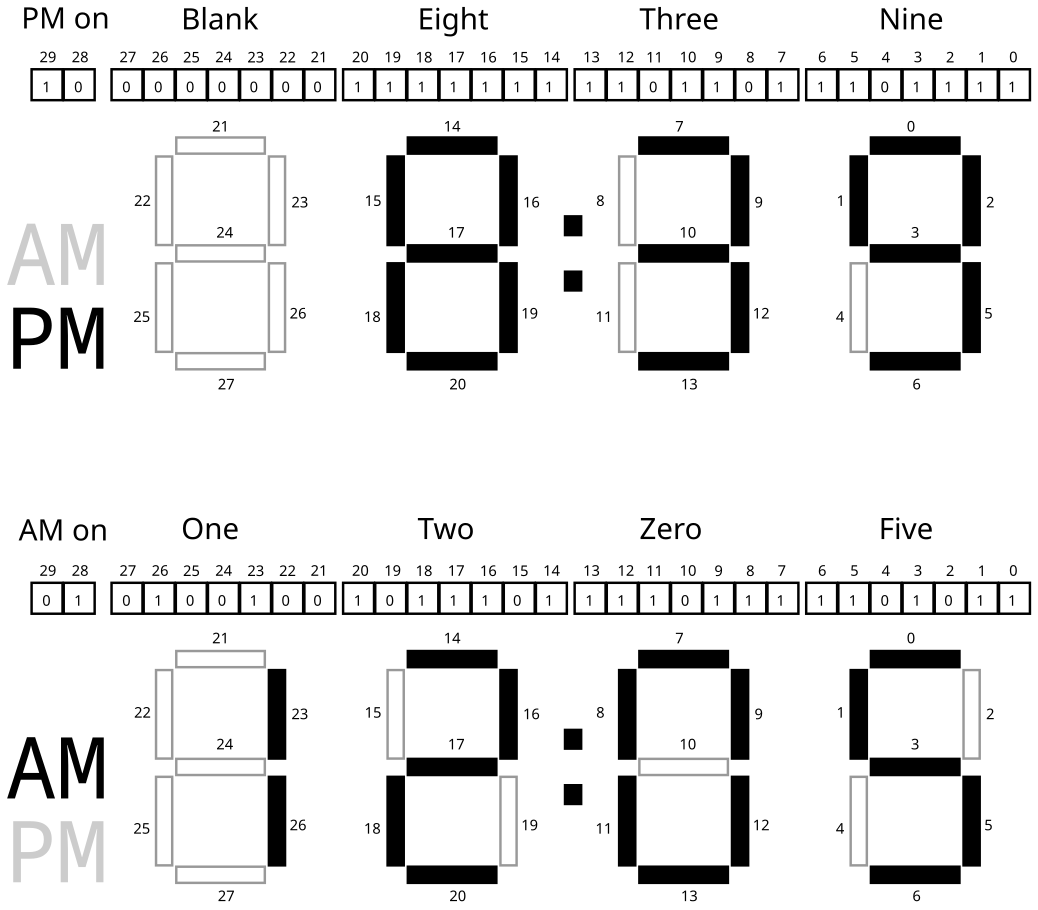 PM on Blank Eight Three Nine
29 28 27 26 25 24 23 22 21 20 19 18 17 16 15 14 13 12 11 10 9 8 7 6 5 4 3 2 1 0
1 0 0 0 0 0 0 0 0 1 1 1 1 1 1 1 1 1 0 1 1 0 1 1 1 0 1 1 1 1
21 14 7 0
22 23 15 16 8 9 1 2
24 17 10 3
AM
PM
25 26 18 19 11 12 4 5
27 20 13 6
AM on One Two Zero Five
29 28 27 26 25 24 23 22 21 20 19 18 17 16 15 14 13 12 11 10 9 8 7 6 5 4 3 2 1 0
0 1 0 1 0 0 1 0 0 1 0 1 1 1 0 1 1 1 1 0 1 1 1 1 1 0 1 0 1 1
21 14 7 0
22 23 15 16 8 9 1 2
24 17 10 3
AM
PM
25 26 18 19 11 12 4 5
27 20 13 6